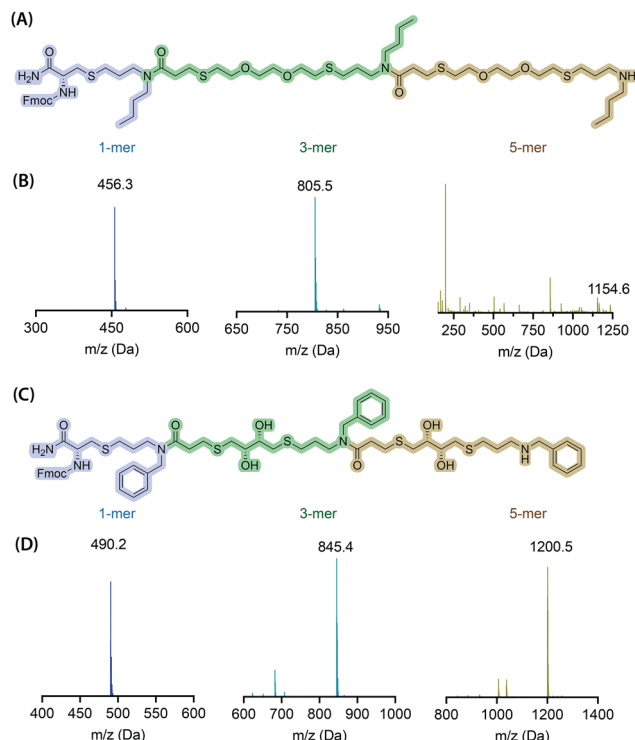 (A)
O
H₂N
S
N
O
S
O
O
S
N
O
S
O
O
S
NH
Fmoc
NH
1-mer 3-mer 5-mer
(B)
456.3 805.5 1154.6
300 450 600 650 750 850 950 250 500 750 1000 1250
m/z (Da) m/z (Da) m/z (Da)
(C)
O
H₂N
S
N
O
S
OH
OH
S
N
O
S
OH
OH
S
N
H
Fmoc
NH
1-mer 3-mer 5-mer
(D)
490.2 845.4 1200.5
400 450 500 550 600 600 700 800 900 1000 800 1000 1200 1400
m/z (Da) m/z (Da) m/z (Da)